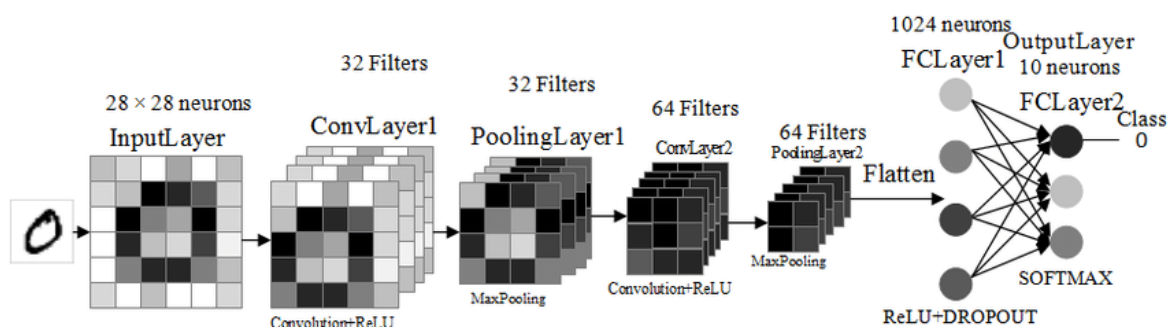 28 × 28 neurons
InputLayer
32 Filters
ConvLayer1
Convolution+ReLU
32 Filters
PoolingLayer1
MaxPooling
64 Filters
ConvLayer2
Convolution+ReLU
64 Filters
PoolingLayer2
MaxPooling
Flatten
1024 neurons
FCLayer1
ReLU+DROPOUT
OutputLayer
10 neurons
FCLayer2
SOFTMAX
Class
0